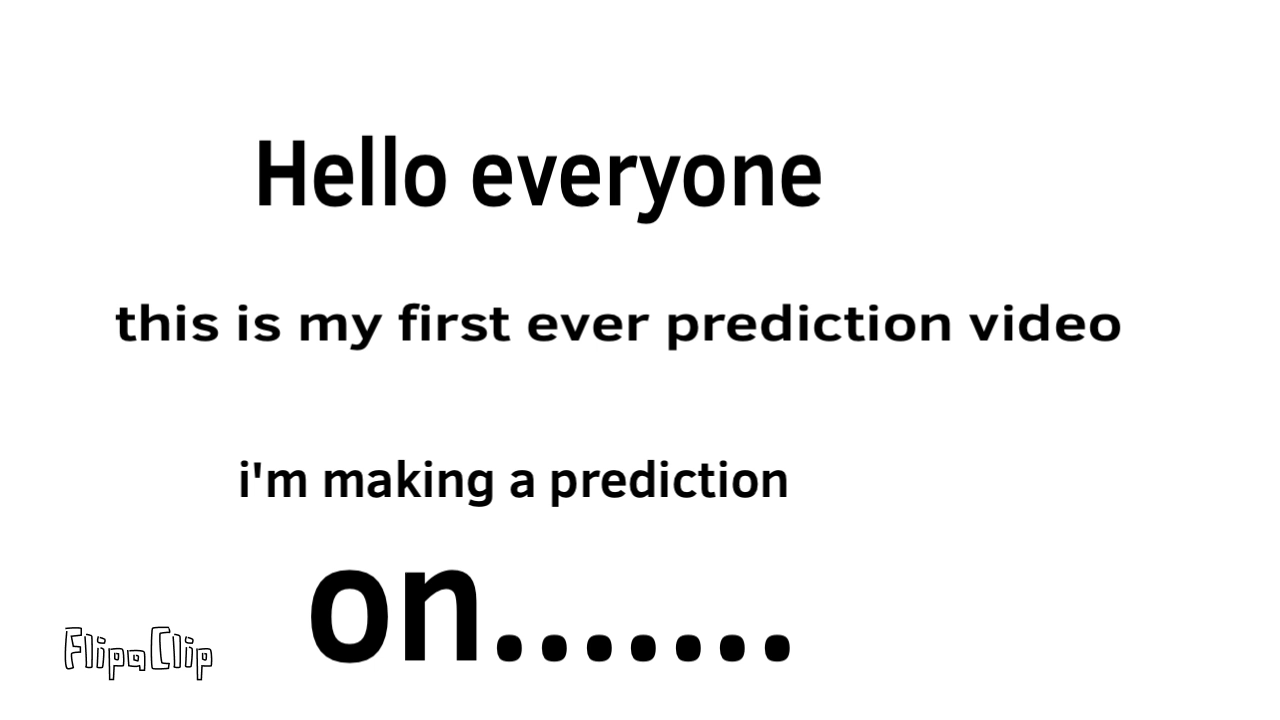 Hello everyone
this is my first ever prediction video
i'm making a prediction
on.......
FlipaClip